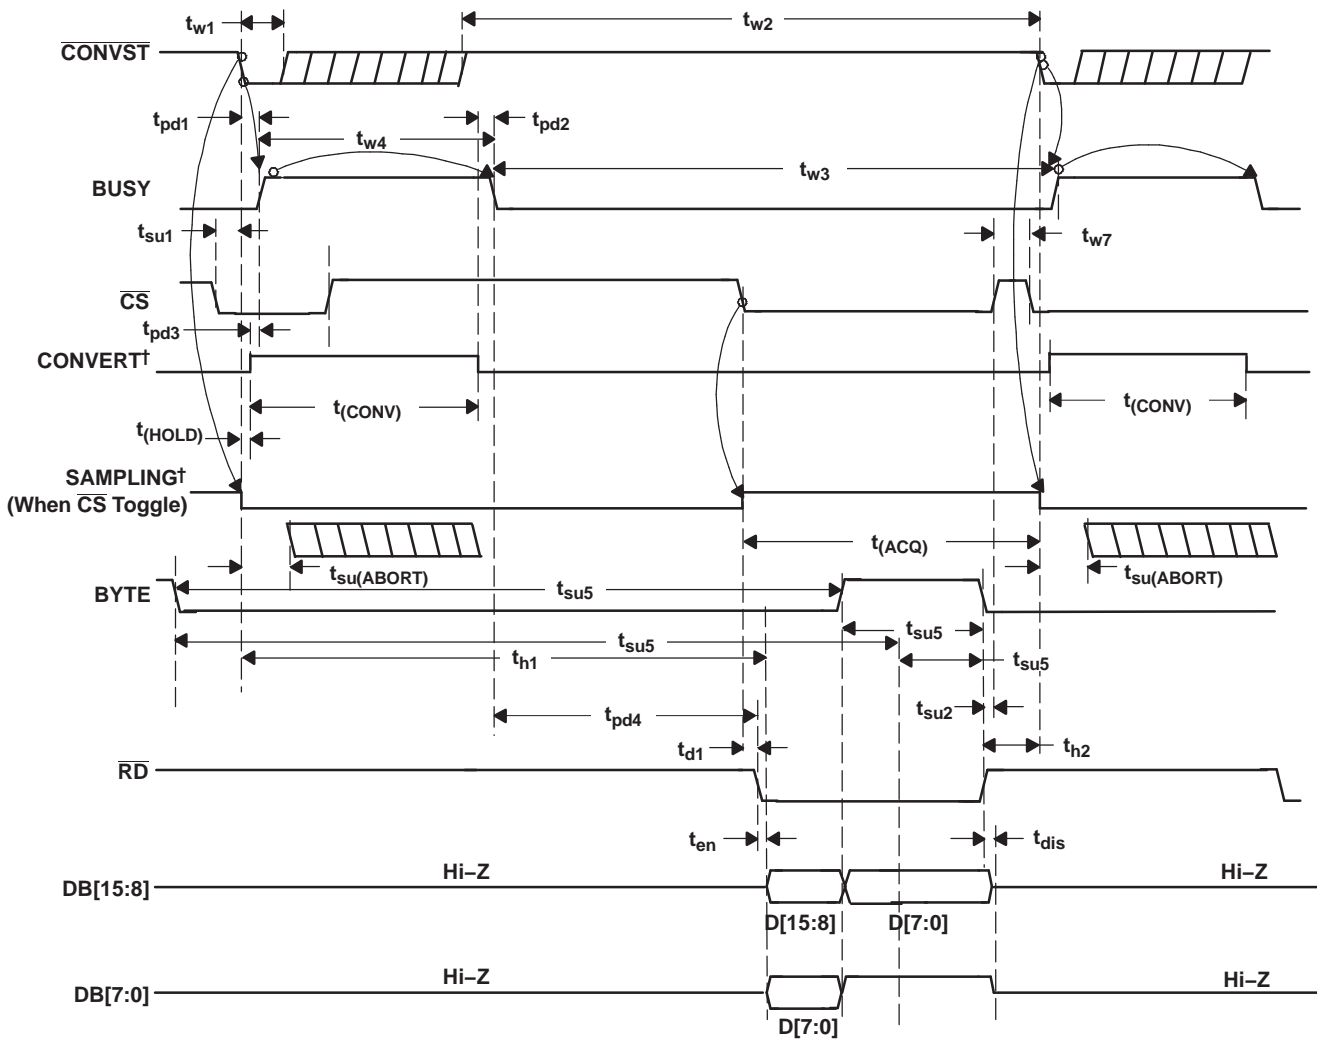 tw1
tw2
CONVST
tpd1
tw4
tpd2
tw3
BUSY
tsu1
tw7
CS
tpd3
CONVERT†
t(CONV)
t(CONV)
t(HOLD)
SAMPLING†
(When CS Toggle)
t(ACQ)
tsu(ABORT)
tsu(ABORT)
BYTE
tsu5
tsu5
tsu5
th1
tsu5
tpd4
tsu2
td1
th2
RD
ten
tdis
Hi–Z
Hi–Z
DB[15:8]
D[15:8]
D[7:0]
Hi–Z
Hi–Z
DB[7:0]
D[7:0]